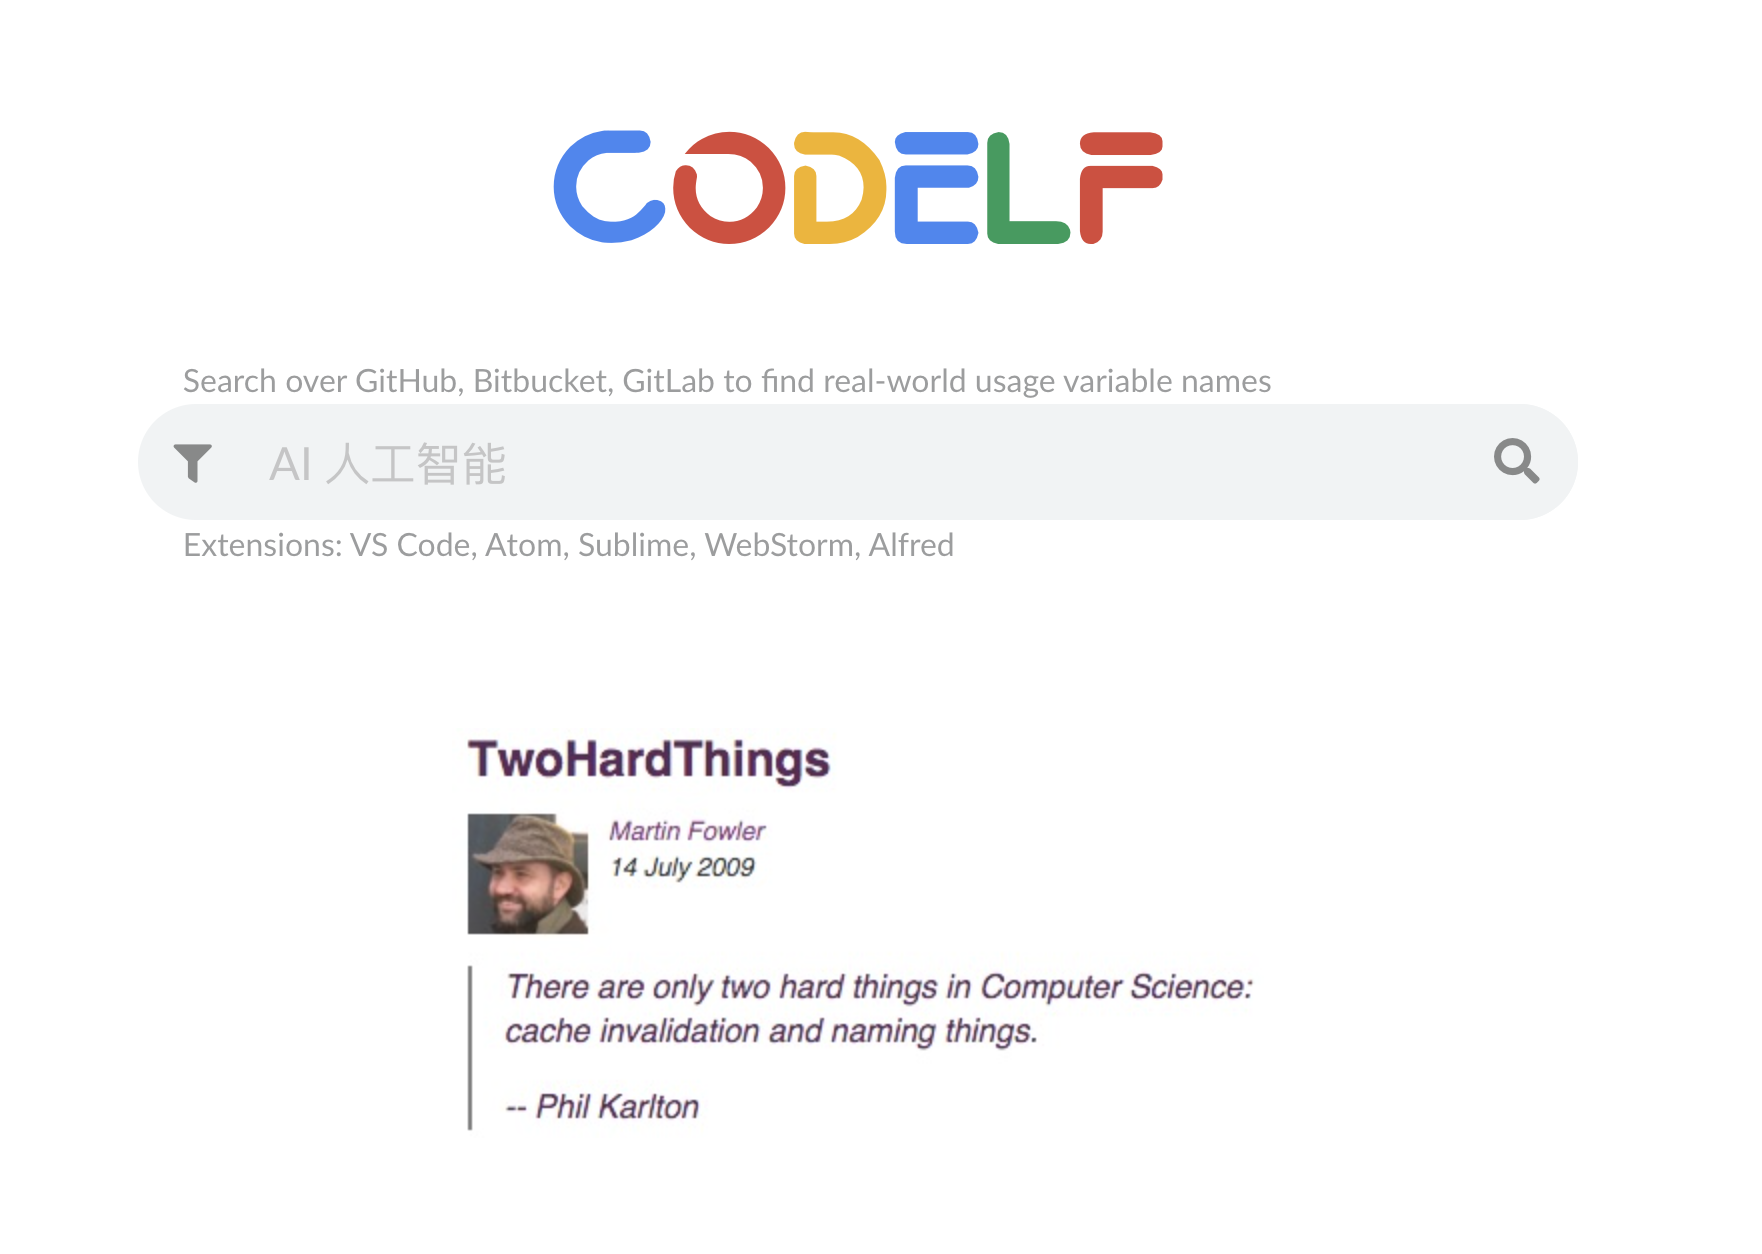 CODELF
Search over GitHub, Bitbucket, GitLab to find real-world usage variable names
AI 人工智能
Extensions: VS Code, Atom, Sublime, WebStorm, Alfred
TwoHardThings
Martin Fowler
14 July 2009
There are only two hard things in Computer Science:
cache invalidation and naming things.
-- Phil Karlton